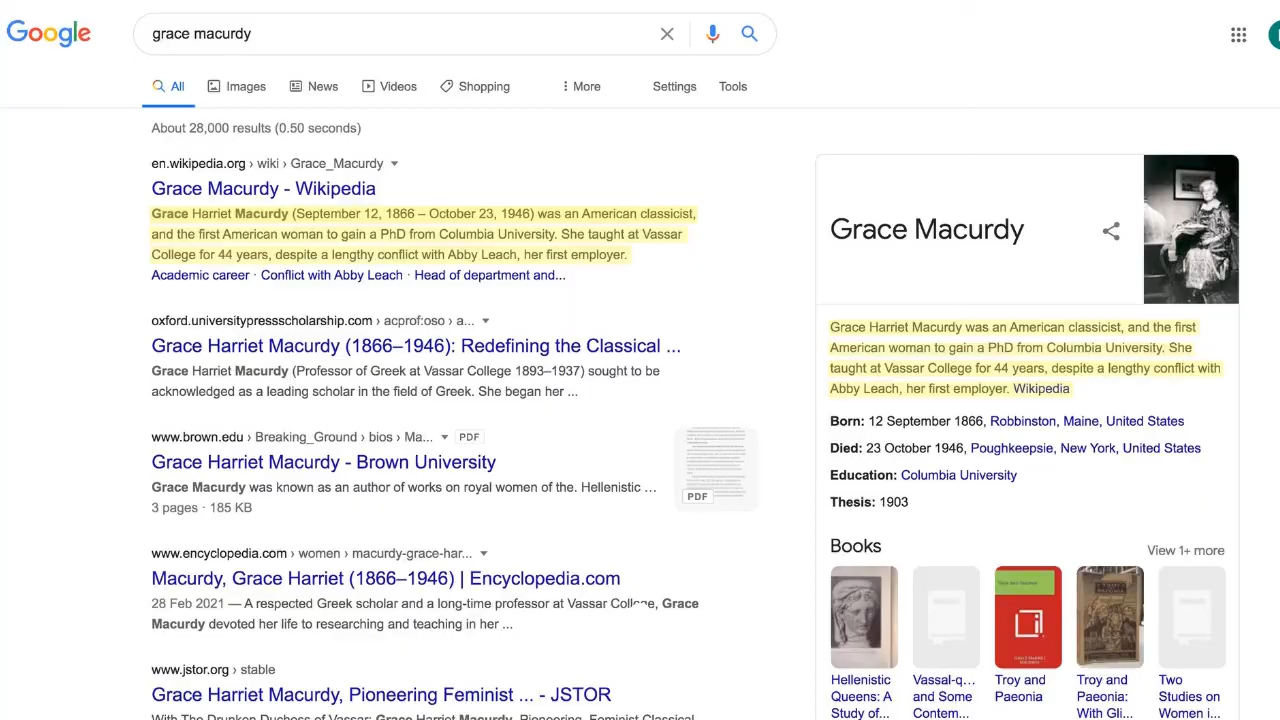 Google
grace macurdy
All
Images
News
Videos
Shopping
More
Settings
Tools
About 28,000 results (0.50 seconds)
en.wikipedia.org › wiki › Grace_Macurdy
Grace Macurdy - Wikipedia
Grace Harriet Macurdy (September 12, 1866 – October 23, 1946) was an American classicist,
and the first American woman to gain a PhD from Columbia University. She taught at Vassar
College for 44 years, despite a lengthy conflict with Abby Leach, her first employer.
Academic career · Conflict with Abby Leach · Head of department and...
oxford.universitypressscholarship.com › acprof:oso › a...
Grace Harriet Macurdy (1866–1946): Redefining the Classical ...
Grace Harriet Macurdy (Professor of Greek at Vassar College 1893–1937) sought to be
acknowledged as a leading scholar in the field of Greek. She began her ...
www.brown.edu › Breaking_Ground › bios › Ma...
PDF
Grace Harriet Macurdy - Brown University
Grace Macurdy was known as an author of works on royal women of the. Hellenistic ...
3 pages · 185 KB
PDF
www.encyclopedia.com › women › macurdy-grace-har...
Macurdy, Grace Harriet (1866–1946) | Encyclopedia.com
28 Feb 2021 — A respected Greek scholar and a long-time professor at Vassar College, Grace
Macurdy devoted her life to researching and teaching in her ...
www.jstor.org › stable
Grace Harriet Macurdy, Pioneering Feminist ... - JSTOR
With The Drunken Duchess of Vassar: Grace Harriet Macurdy, Pioneering, Feminist Classical
Grace Macurdy
Grace Harriet Macurdy was an American classicist, and the first
American woman to gain a PhD from Columbia University. She
taught at Vassar College for 44 years, despite a lengthy conflict with
Abby Leach, her first employer. Wikipedia
Born: 12 September 1866, Robbinston, Maine, United States
Died: 23 October 1946, Poughkeepsie, New York, United States
Education: Columbia University
Thesis: 1903
Books
View 1+ more
Hellenistic
Queens: A
Study of...
Vassal-q...
and Some
Contem...
Troy and
Paeonia
Troy and
Paeonia:
With Gli...
Two
Studies on
Women i...